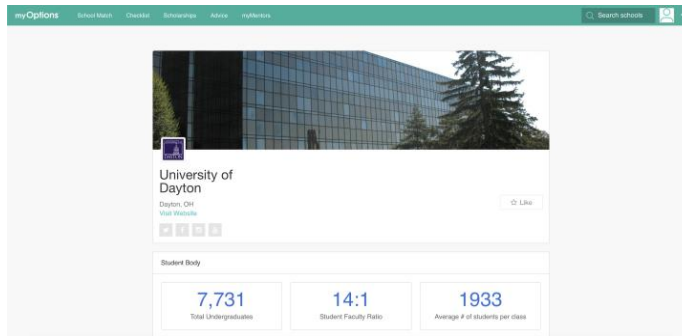 myOptions School Match Checklist Scholarships Advice myMentors Search schools
DAYTON
University of
Dayton
Dayton, OH
Visit Website
Like
Student Body
7,731 14:1 1933
Total Undergraduates Student Faculty Ratio Average # of students per class